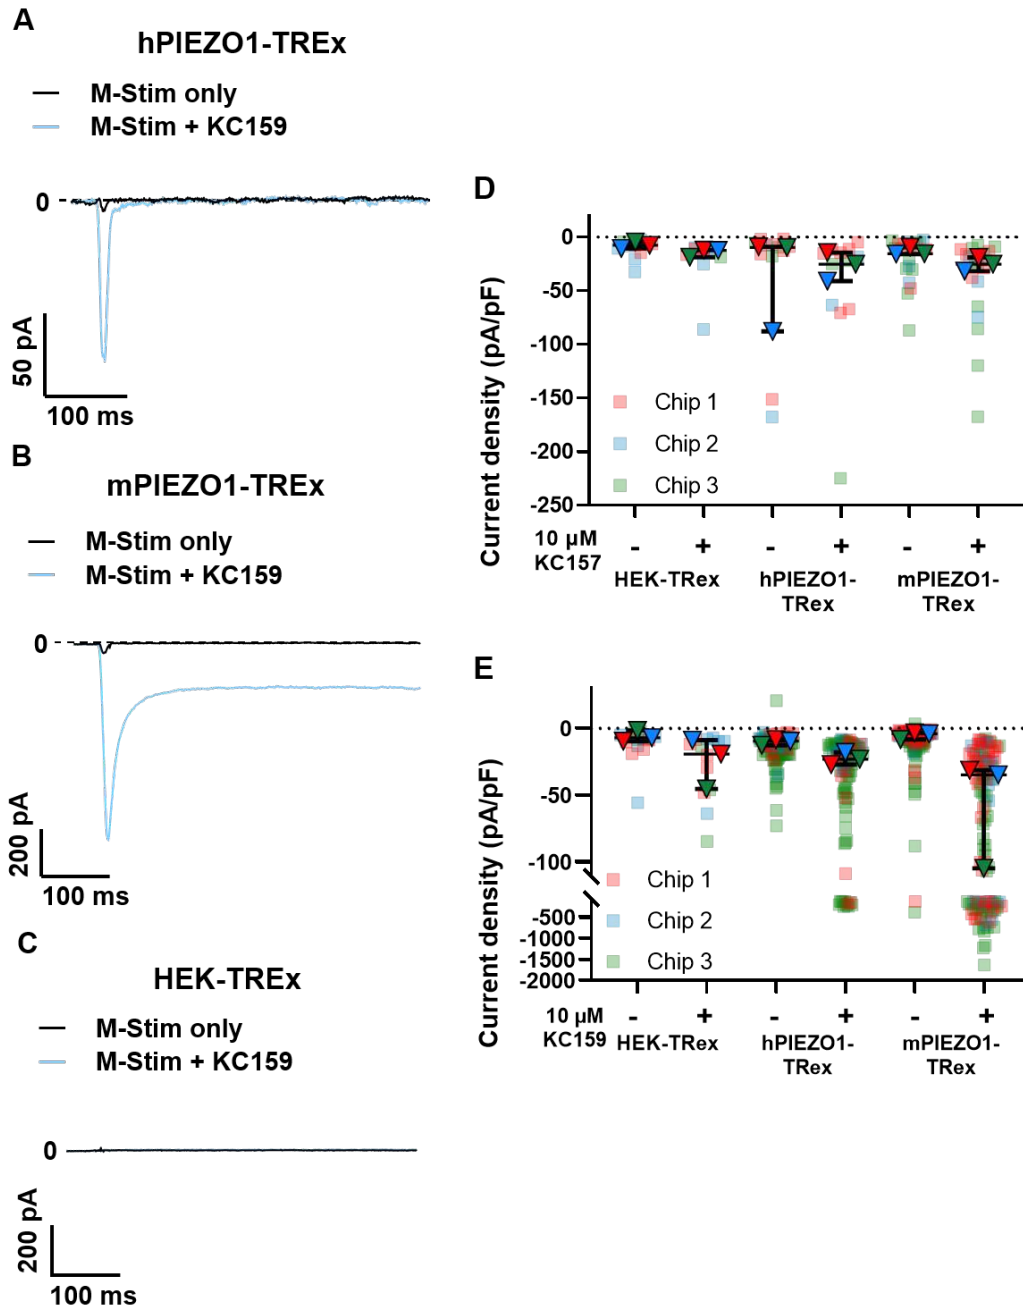 A
hPIEZO1-TREx
M-Stim only
M-Stim + KC159
0
50 pA
100 ms
B
mPIEZO1-TREx
M-Stim only
M-Stim + KC159
0
200 pA
100 ms
C
HEK-TREx
M-Stim only
M-Stim + KC159
0
200 pA
100 ms
D
Current density (pA/pF)
0
-50
-100
-150
-200
-250
Chip 1
Chip 2
Chip 3
10 µM
KC157
- + - + - +
HEK-TRex hPIEZO1- mPIEZO1-
TRex TRex
E
Current density (pA/pF)
0
-50
-100
-500
-1000
-1500
-2000
Chip 1
Chip 2
Chip 3
10 µM
KC159
- + - + - +
HEK-TRex hPIEZO1- mPIEZO1-
TRex TRex